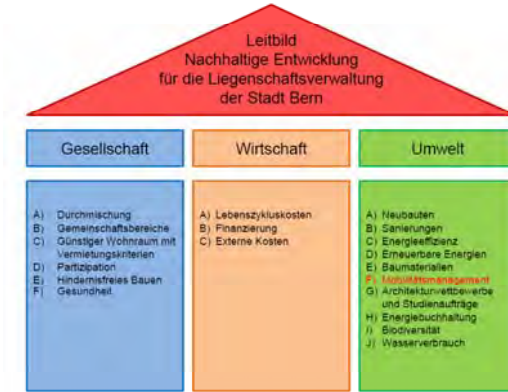 Leitbild
Nachhaltige Entwicklung
für die Liegenschaftsverwaltung
der Stadt Bern
Gesellschaft
A) Durchmischung
B) Gemeinschaftsbereiche
C) Günstiger Wohnraum mit
Vermietungskriterien
D) Partizipation
E) Hindernisfreies Bauen
F) Gesundheit
Wirtschaft
A) Lebenszykluskosten
B) Finanzierung
C) Externe Kosten
Umwelt
A) Neubauten
B) Sanierungen
C) Energieeffizienz
D) Erneuerbare Energien
E) Baumaterialien
F) Mobilitätsmanagement
G) Architekturwettbewerbe
und Studienaufträge
H) Energiebuchhaltung
I) Biodiversität
J) Wasserverbrauch